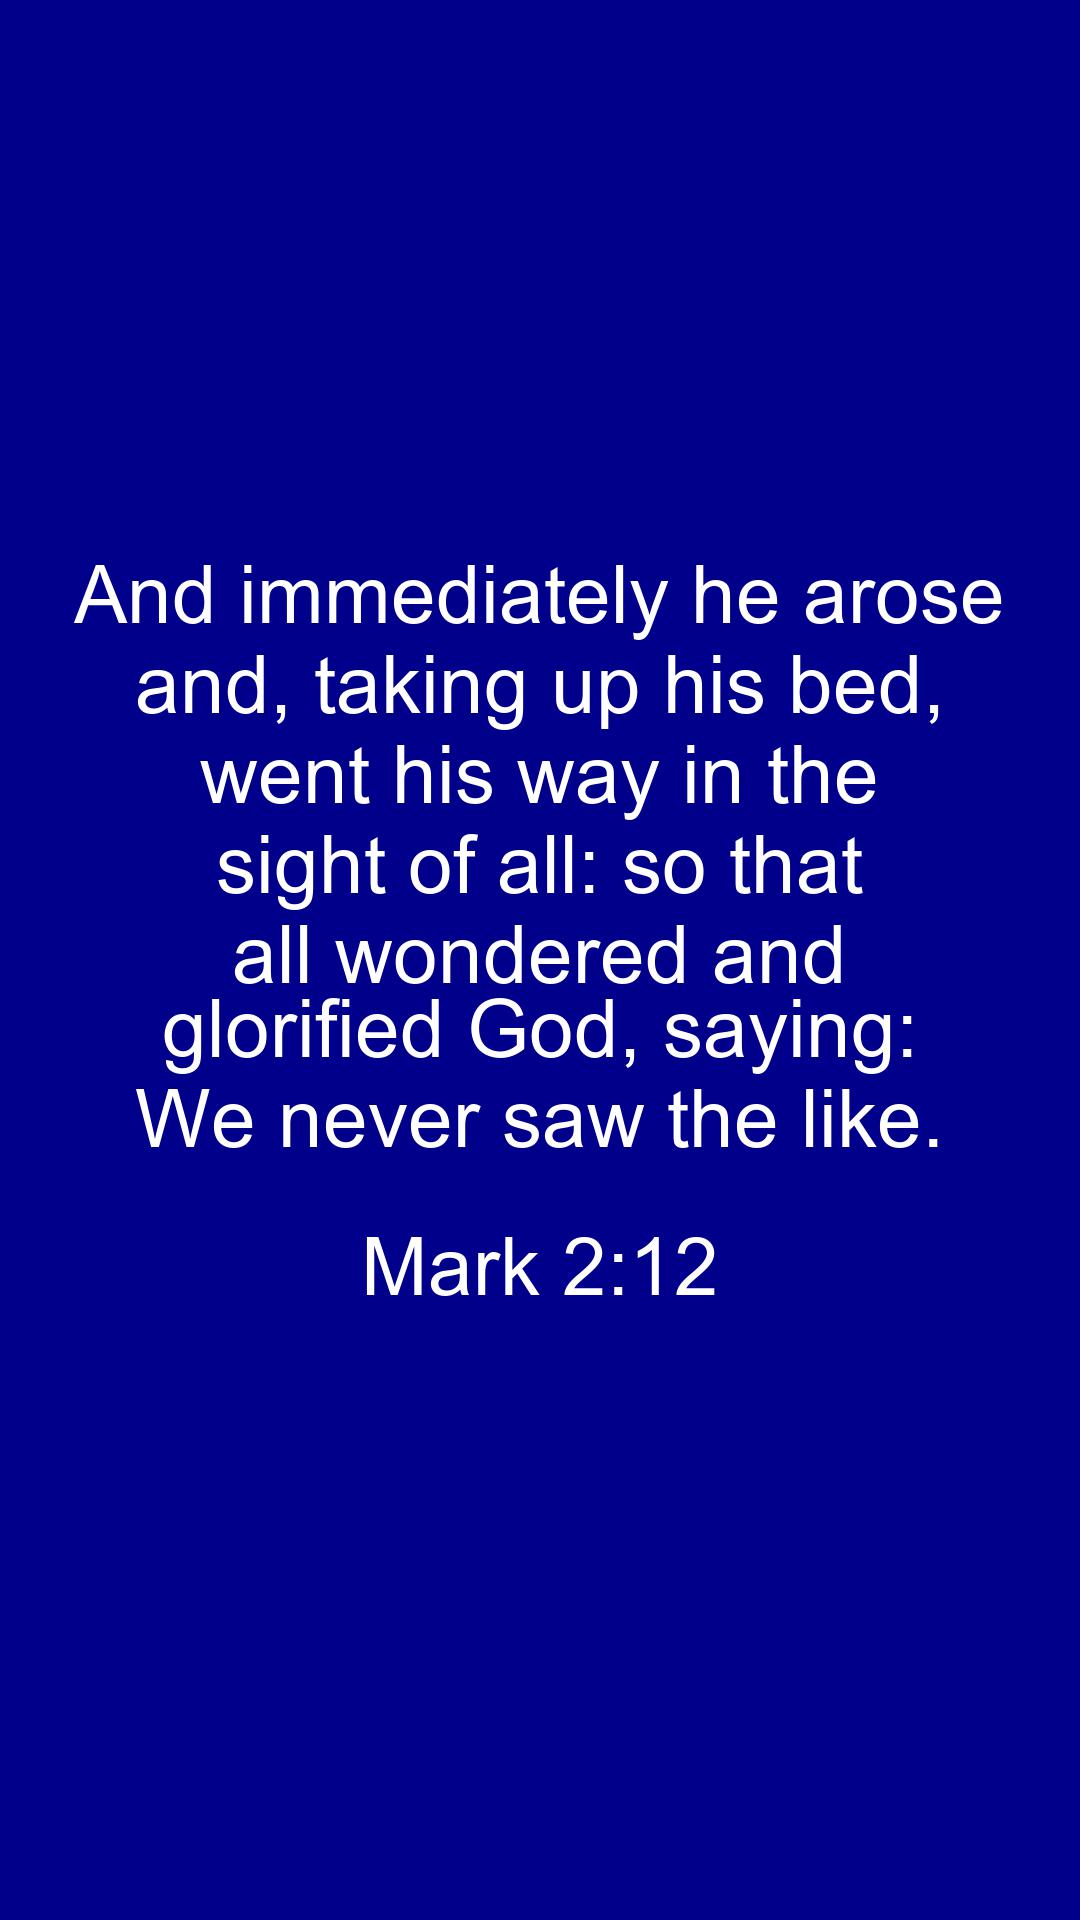 And immediately he arose
and, taking up his bed,
went his way in the
sight of all: so that
all wondered and
glorified God, saying:
We never saw the like.
Mark 2:12